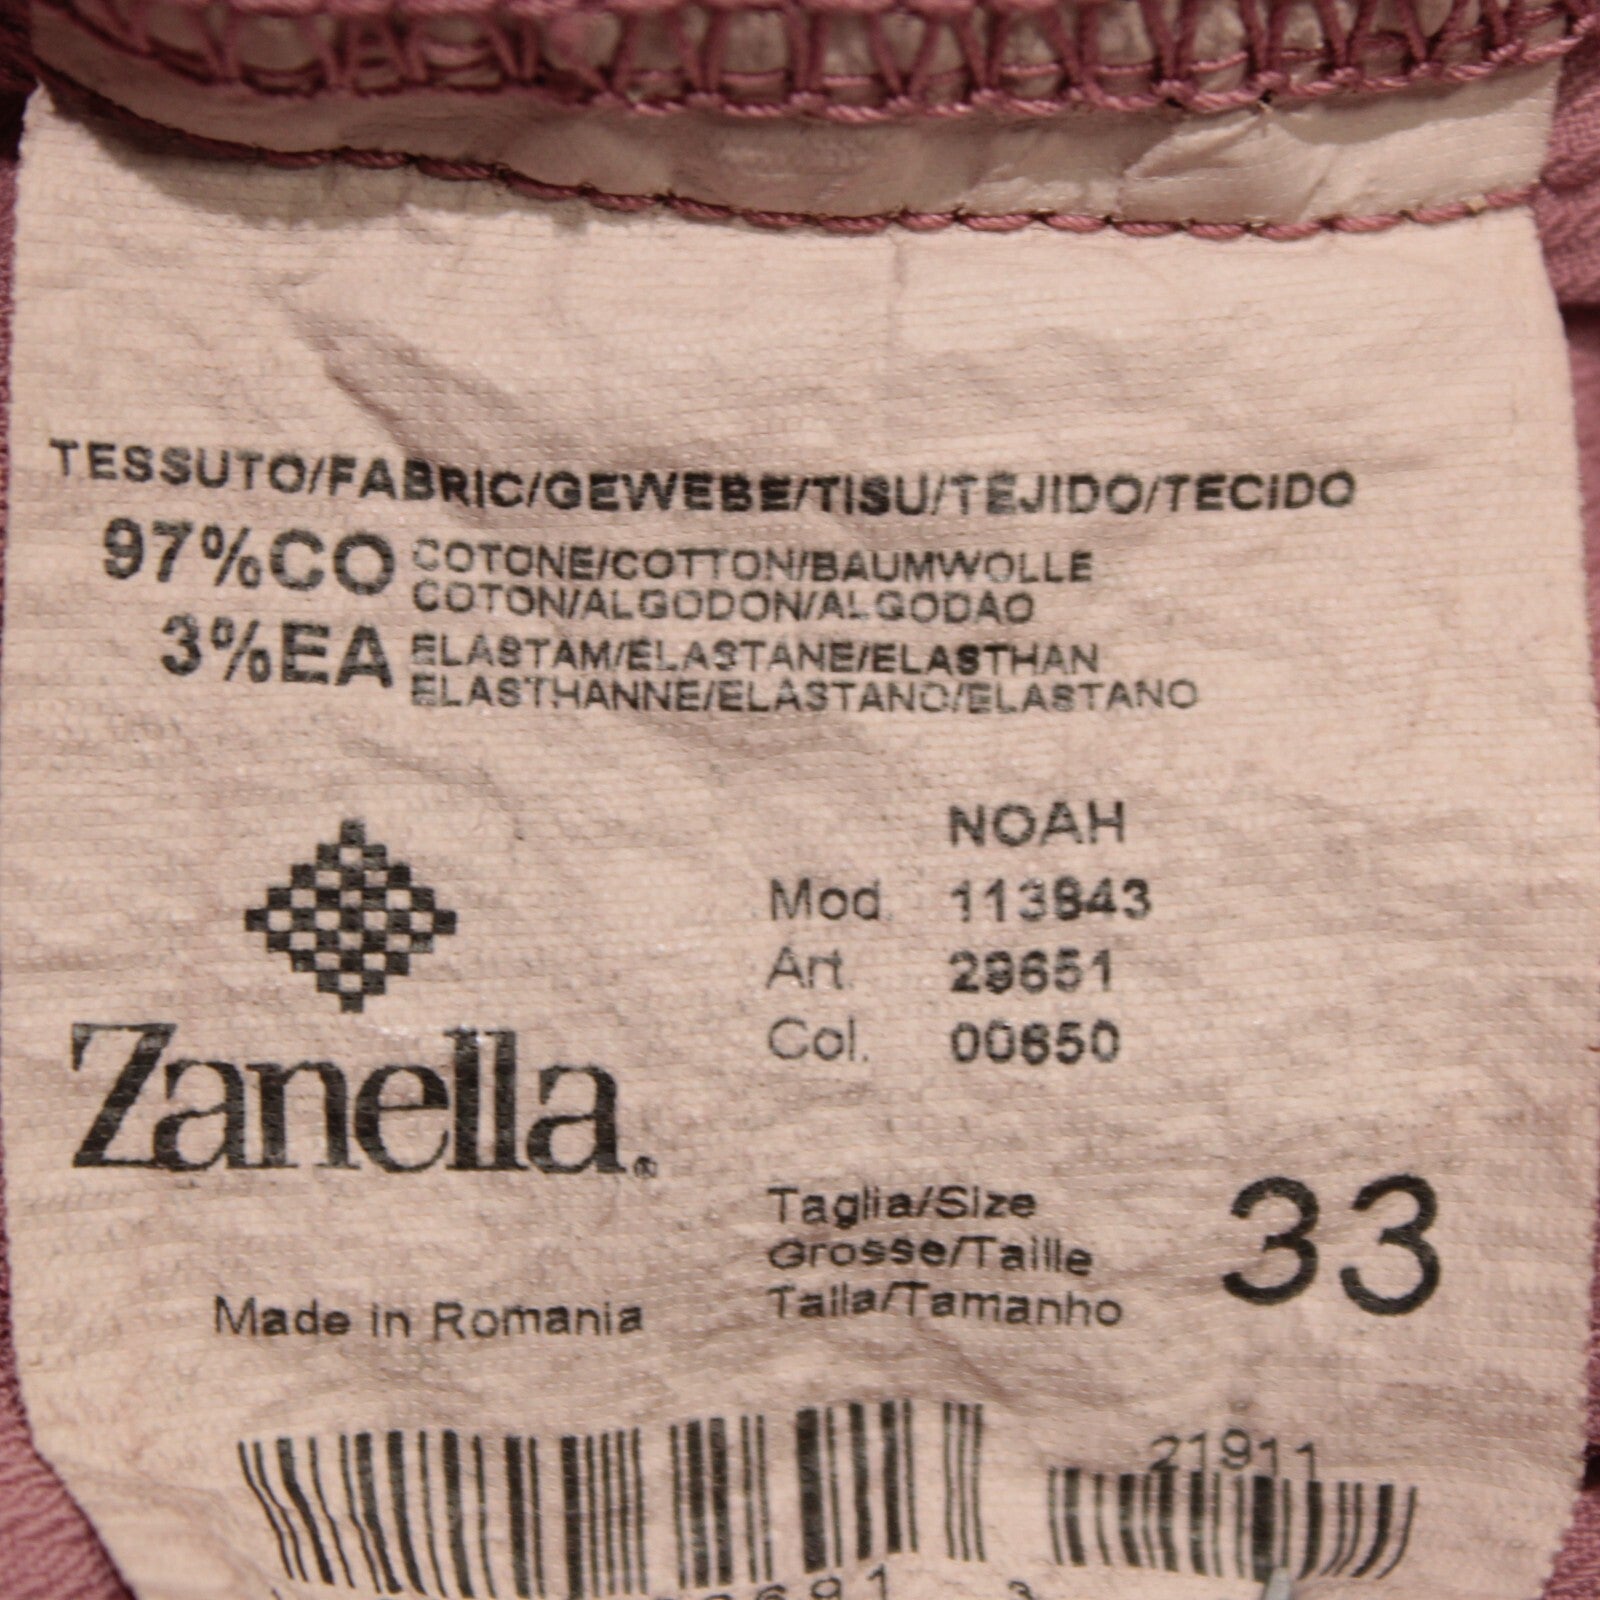 TESSUTO/FABRIC/GEWEBE/TISU/TEJIDO/TECIDO
97%CO COTONE/COTTON/BAUMWOLLE
COTON/ALGODON/ALGODAO
3%EA ELASTAM/ELASTANE/ELASTHAN
ELASTHANNE/ELASTANO/ELASTANO
NOAH
Mod. 113843
Art. 29651
Col. 00650
Zanella®
Taglia/Size
Grosse/Taille
Talla/Tamanho
33
Made in Romania
21911